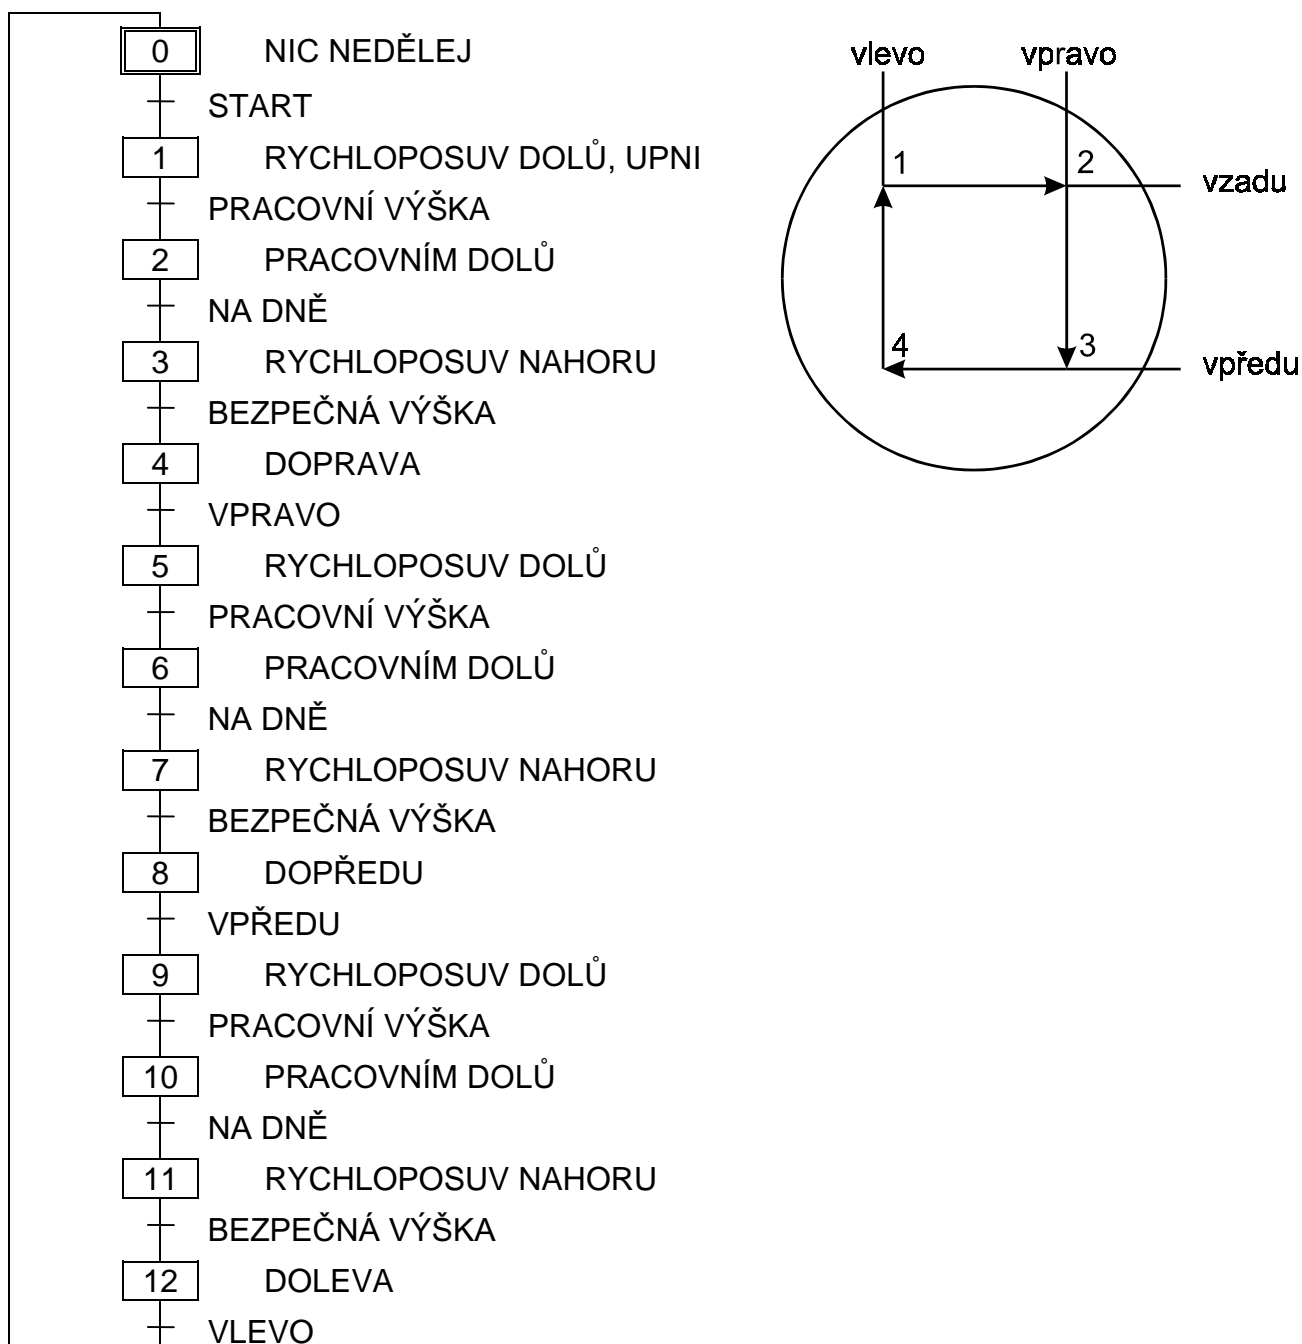 0 NIC NEDĚLEJ
START
1 RYCHLOPOSUV DOLŮ, UPNI
PRACOVNÍ VÝŠKA
2 PRACOVNÍM DOLŮ
NA DNĚ
3 RYCHLOPOSUV NAHORU
BEZPEČNÁ VÝŠKA
4 DOPRAVA
VPRAVO
5 RYCHLOPOSUV DOLŮ
PRACOVNÍ VÝŠKA
6 PRACOVNÍM DOLŮ
NA DNĚ
7 RYCHLOPOSUV NAHORU
BEZPEČNÁ VÝŠKA
8 DOPŘEDU
VPŘEDU
9 RYCHLOPOSUV DOLŮ
PRACOVNÍ VÝŠKA
10 PRACOVNÍM DOLŮ
NA DNĚ
11 RYCHLOPOSUV NAHORU
BEZPEČNÁ VÝŠKA
12 DOLEVA
VLEVO
vlevo vpravo
1 2
vzadu
4 3
vpředu